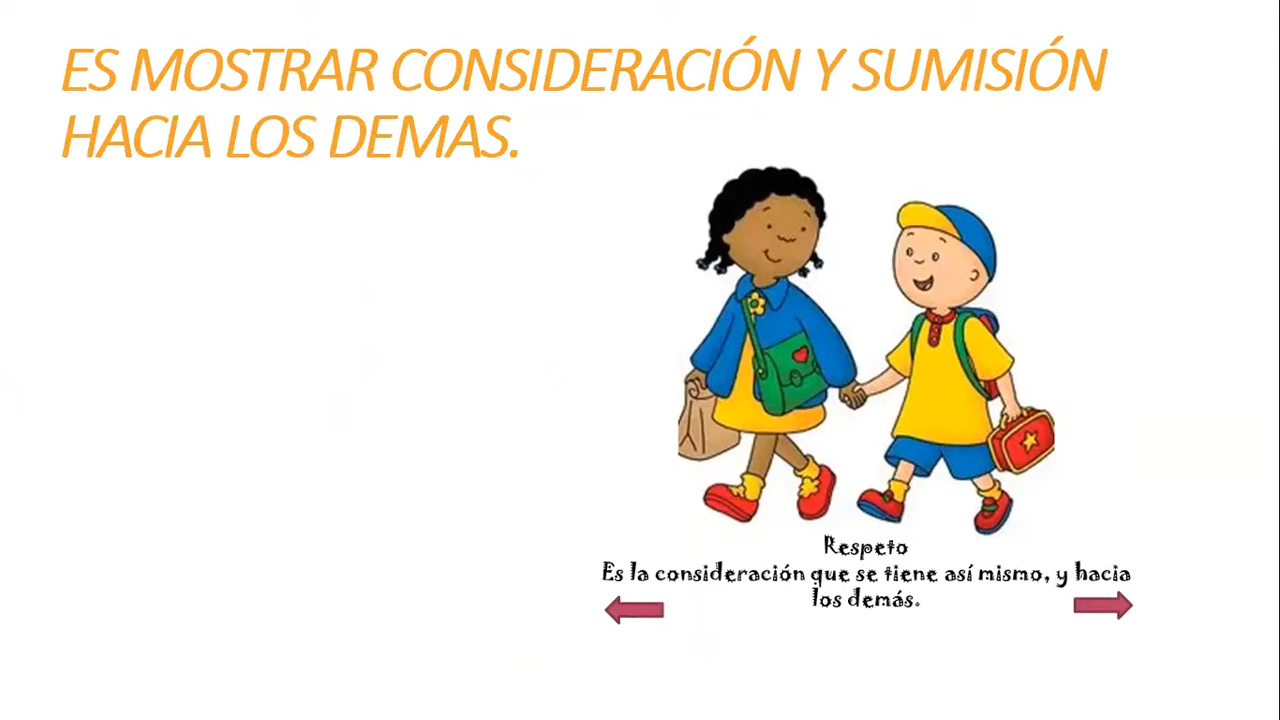 ES MOSTRAR CONSIDERACIÓN Y SUMISIÓN
HACIA LOS DEMAS.
Respeto
Es la consideración que se tiene así mismo, y hacia
los demás.